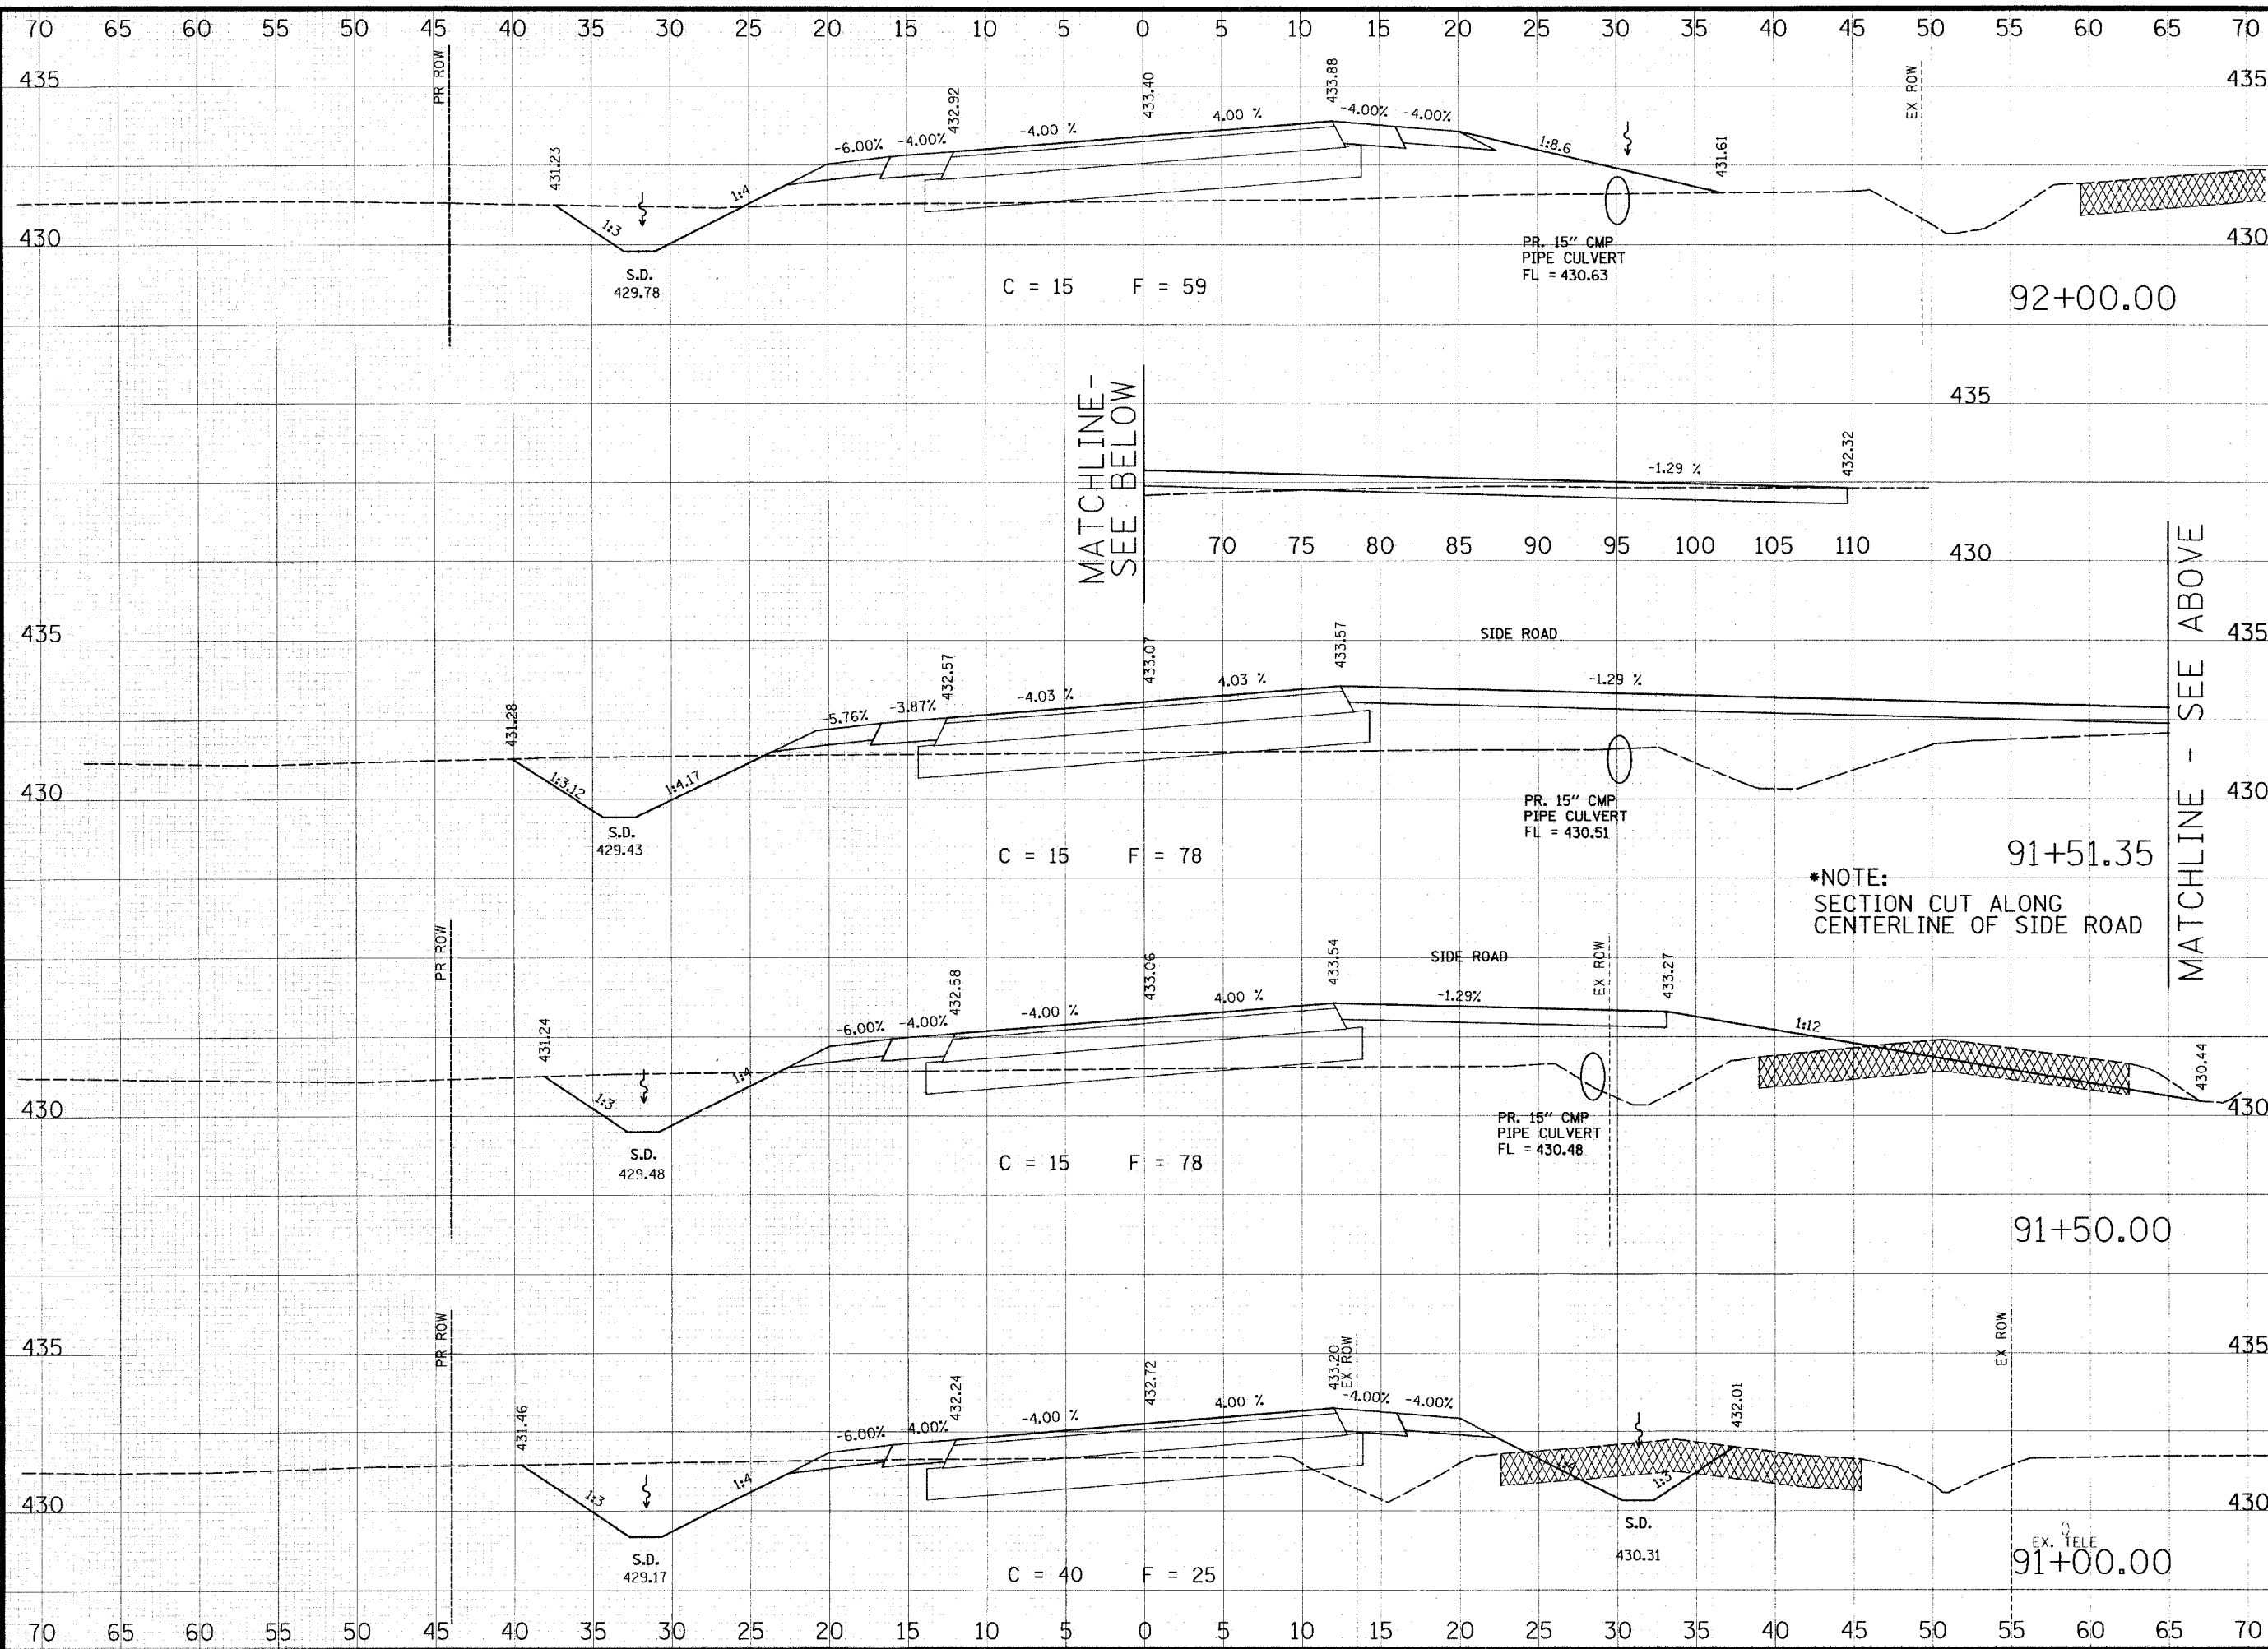 70 65 60 55 50 45 40 35 30 25 20 15 10 5 0 5 10 15 20 25 30 35 40 45 50 55 60 65 70
435 435
PR ROW
431.23
1:3
S.D.
429.78
1:4
-6.00% -4.00%
432.92
-4.00 %
433.40
4.00 %
433.88
-4.00% -4.00%
1:8.6
431.61
EX ROW
430 430
PR. 15" CMP
PIPE CULVERT
FL = 430.63
C = 15 F = 59
92+00.00
MATCHLINE-
SEE BELOW
435
-1.29 %
432.32
70 75 80 85 90 95 100 105 110
430
435 435
431.28
1:3.12
S.D.
429.43
1:4.17
-5.76% -3.87%
432.57
-4.03 %
433.07
4.03 %
433.57
SIDE ROAD
-1.29 %
430 430
PR. 15" CMP
PIPE CULVERT
FL = 430.51
C = 15 F = 78
91+51.35
*NOTE:
SECTION CUT ALONG
CENTERLINE OF SIDE ROAD
MATCHLINE - SEE ABOVE
PR ROW
431.24
1:3
S.D.
429.48
1:4
-6.00% -4.00%
432.58
-4.00 %
433.06
4.00 %
433.54
SIDE ROAD
-1.29%
EX ROW
433.27
1:12
430.44
430 430
PR. 15" CMP
PIPE CULVERT
FL = 430.48
C = 15 F = 78
91+50.00
435 435
PR ROW
431.46
1:3
S.D.
429.17
1:4
-6.00% -4.00%
432.24
-4.00 %
432.72
4.00 %
433.20
EX ROW
-4.00% -4.00%
1:3
S.D.
430.31
432.01
EX ROW
430 430
C = 40 F = 25
EX. TELE
91+00.00
70 65 60 55 50 45 40 35 30 25 20 15 10 5 0 5 10 15 20 25 30 35 40 45 50 55 60 65 70